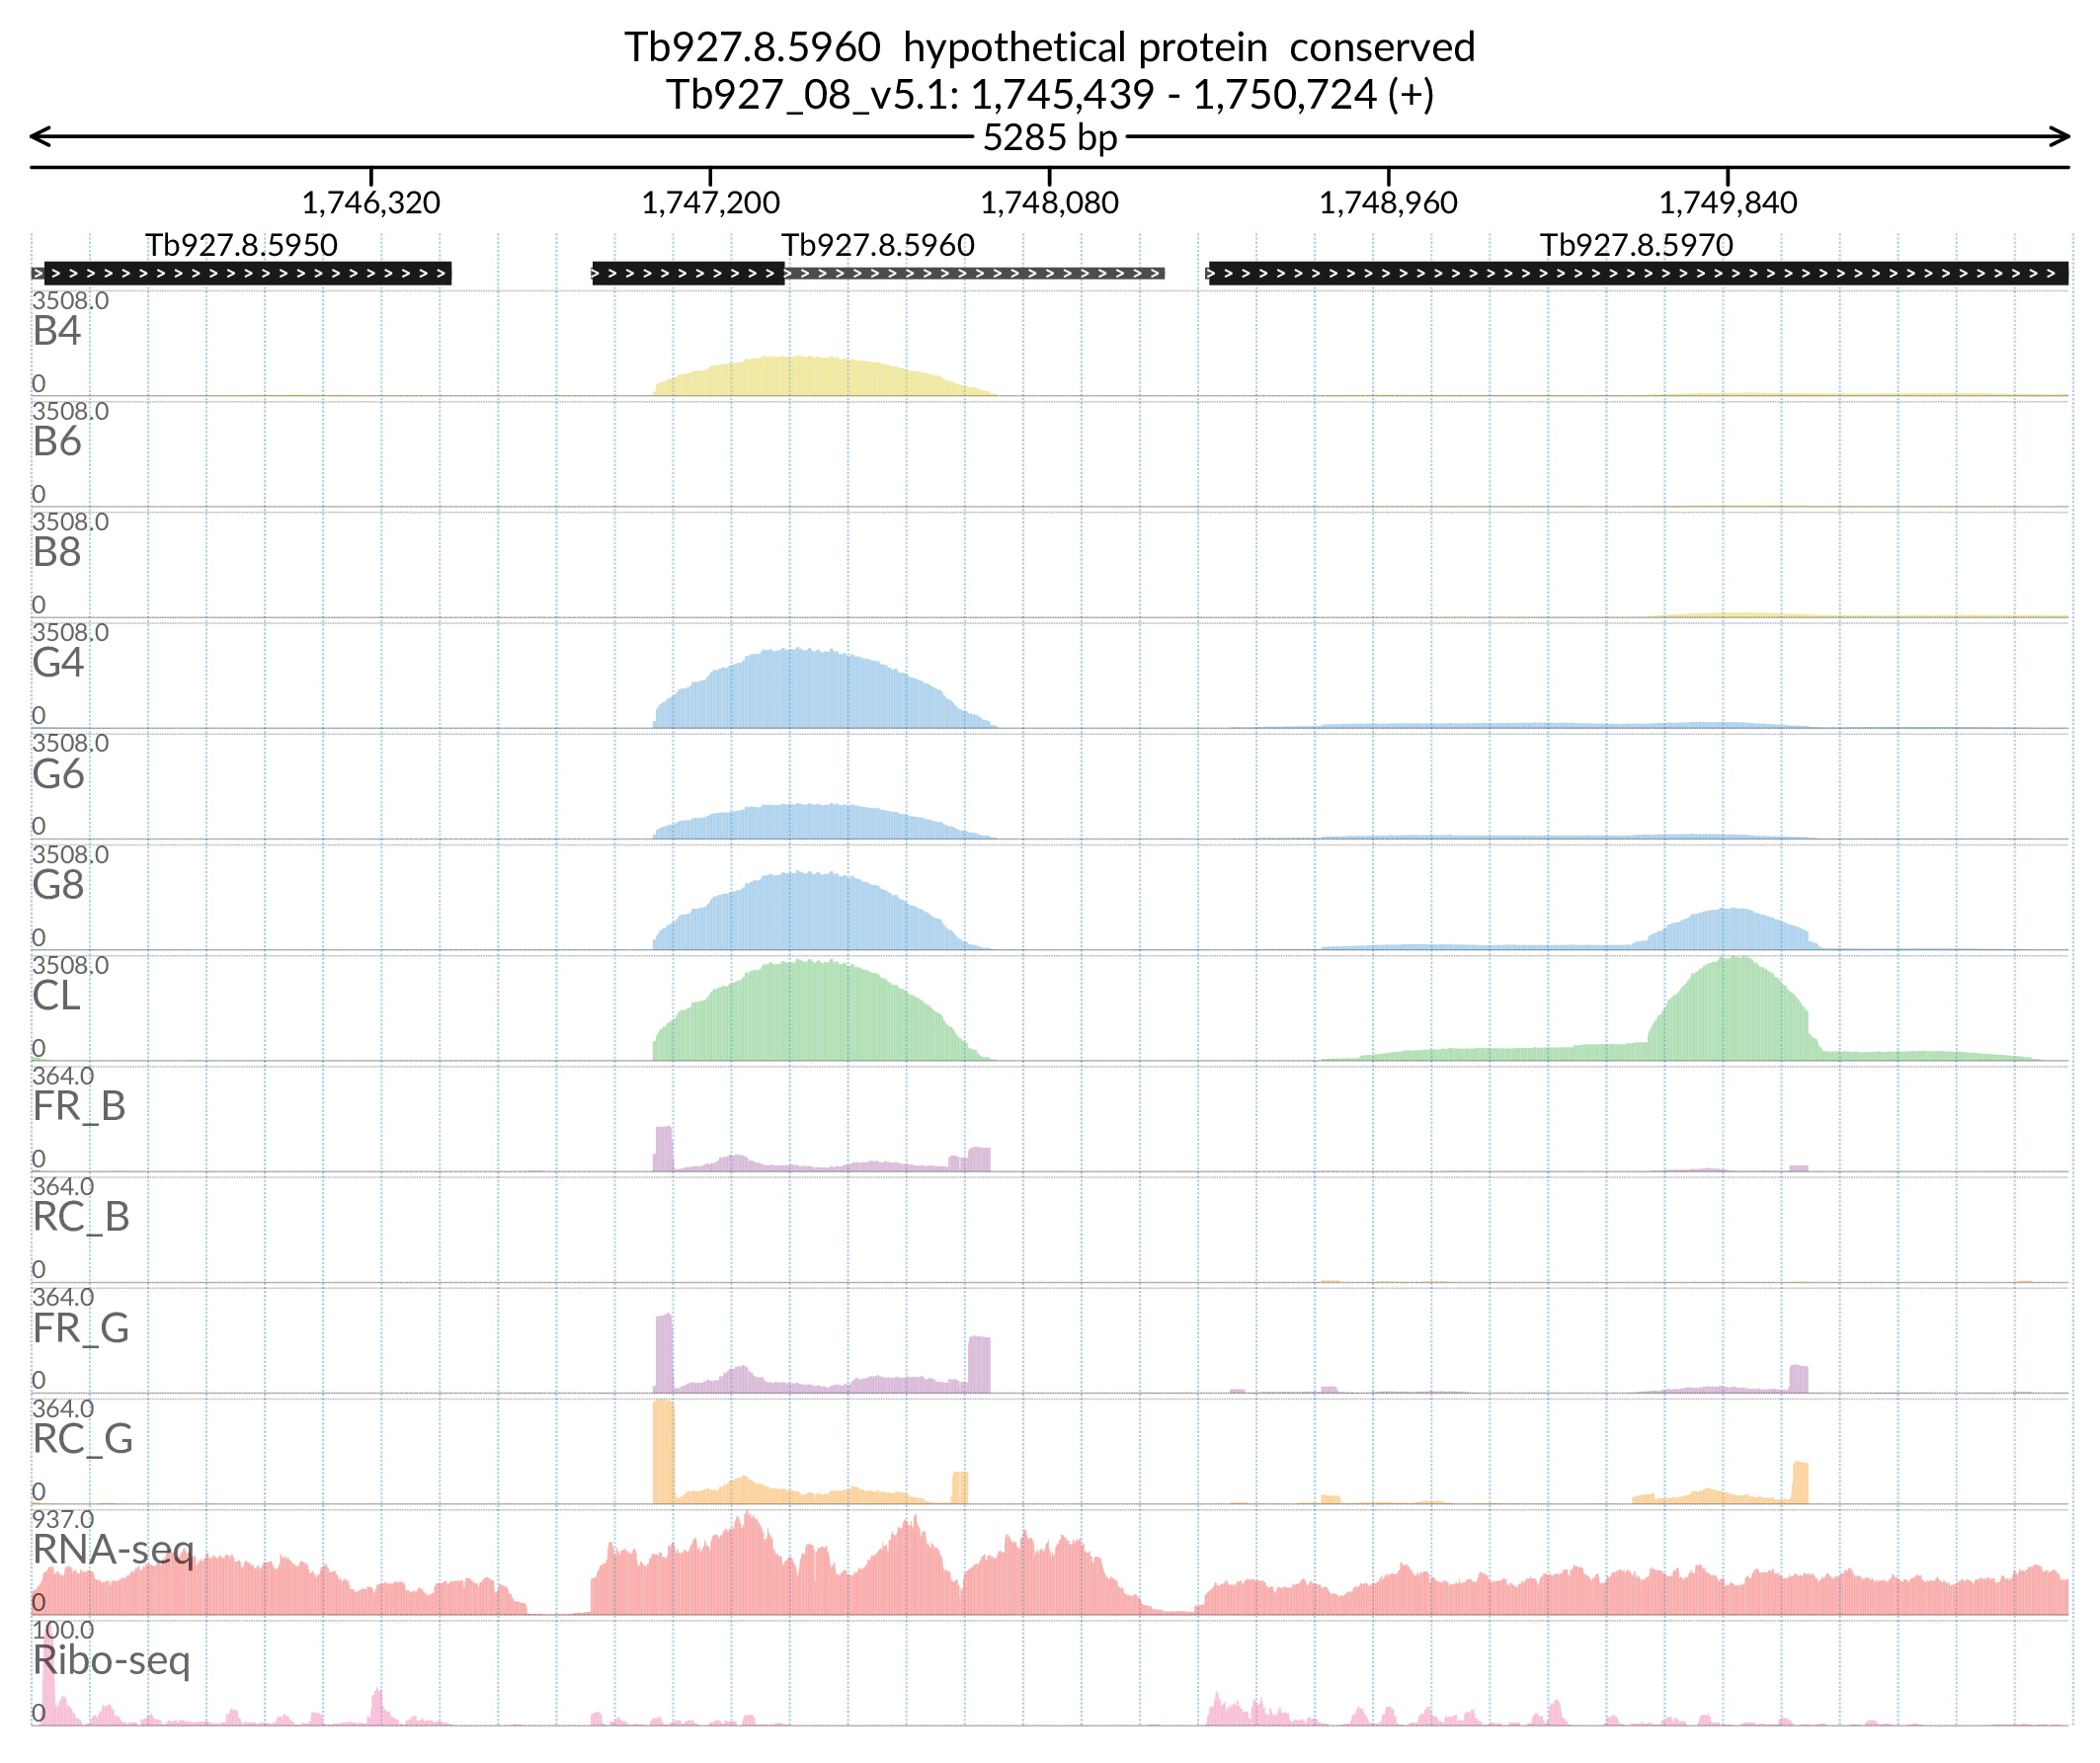 Tb927.8.5960  hypothetical protein  conserved
Tb927_08_v5.1: 1,745,439 - 1,750,724 (+)
5285 bp
1,746,320 1,747,200 1,748,080 1,748,960 1,749,840
Tb927.8.5950 Tb927.8.5960 Tb927.8.5970
3508.0
B4
0
3508.0
B6
0
3508.0
B8
0
3508.0
G4
0
3508.0
G6
0
3508.0
G8
0
3508.0
CL
0
364.0
FR_B
0
364.0
RC_B
0
364.0
FR_G
0
364.0
RC_G
0
937.0
RNA-seq
0
100.0
Ribo-seq
0